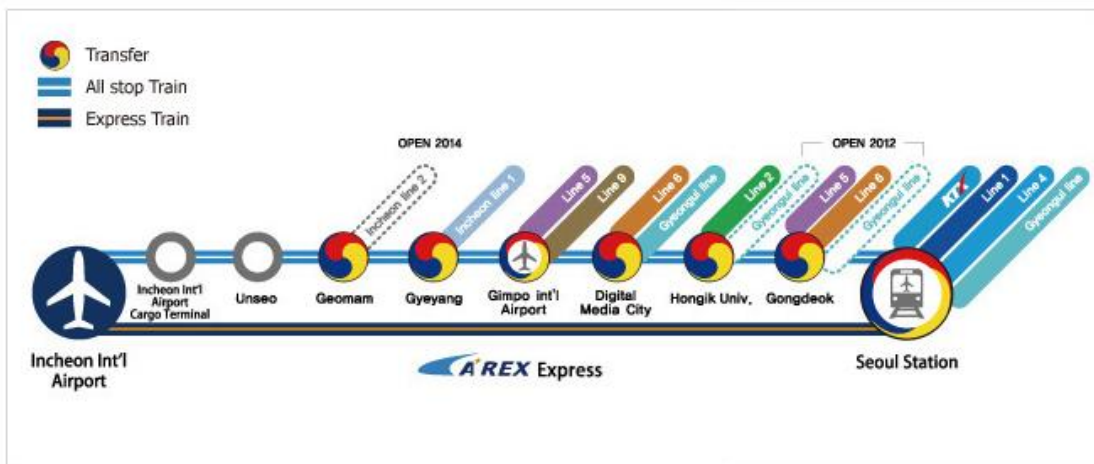 Transfer
All stop Train
Express Train
OPEN 2014
OPEN 2012
Incheon line 2
Incheon line 1
Line 5
Line 9
Line 6
Gyeongui line
Line 2
Gyeongui line
Line 5
Line 6
Gyeongui line
KTX
Line 1
Line 4
Gyeongui line
Incheon Int'l
Airport
Cargo Terminal
Unseo
Geomam
Gyeyang
Gimpo int'l
Airport
Digital
Media City
Hongik Univ.
Gongdeok
Incheon Int'l
Airport
A'REX Express
Seoul Station